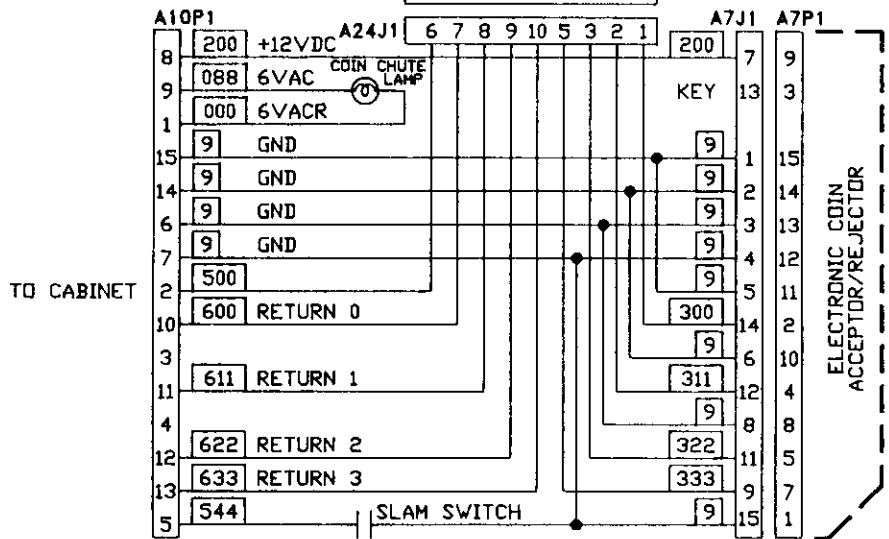 A10P1 A24J1 6 7 8 9 10 5 3 2 1 A7J1 A7P1
8 200 +12VDC 200 7 9
9 088 6VAC COIN CHUTE LAMP KEY 13 3
1 000 6VACR
15 9 GND 9 1 15
14 9 GND 9 2 14
6 9 GND 9 3 13
7 9 GND 9 4 12
TO CABINET 2 500 9 5 11
10 600 RETURN 0 300 14 2
3 9 6 10
11 611 RETURN 1 311 12 4
4 9 8 8
12 622 RETURN 2 322 11 5
13 633 RETURN 3 333 9 7
5 544 SLAM SWITCH 9 15 1
ELECTRONIC COIN
ACCEPTOR/REJECTOR